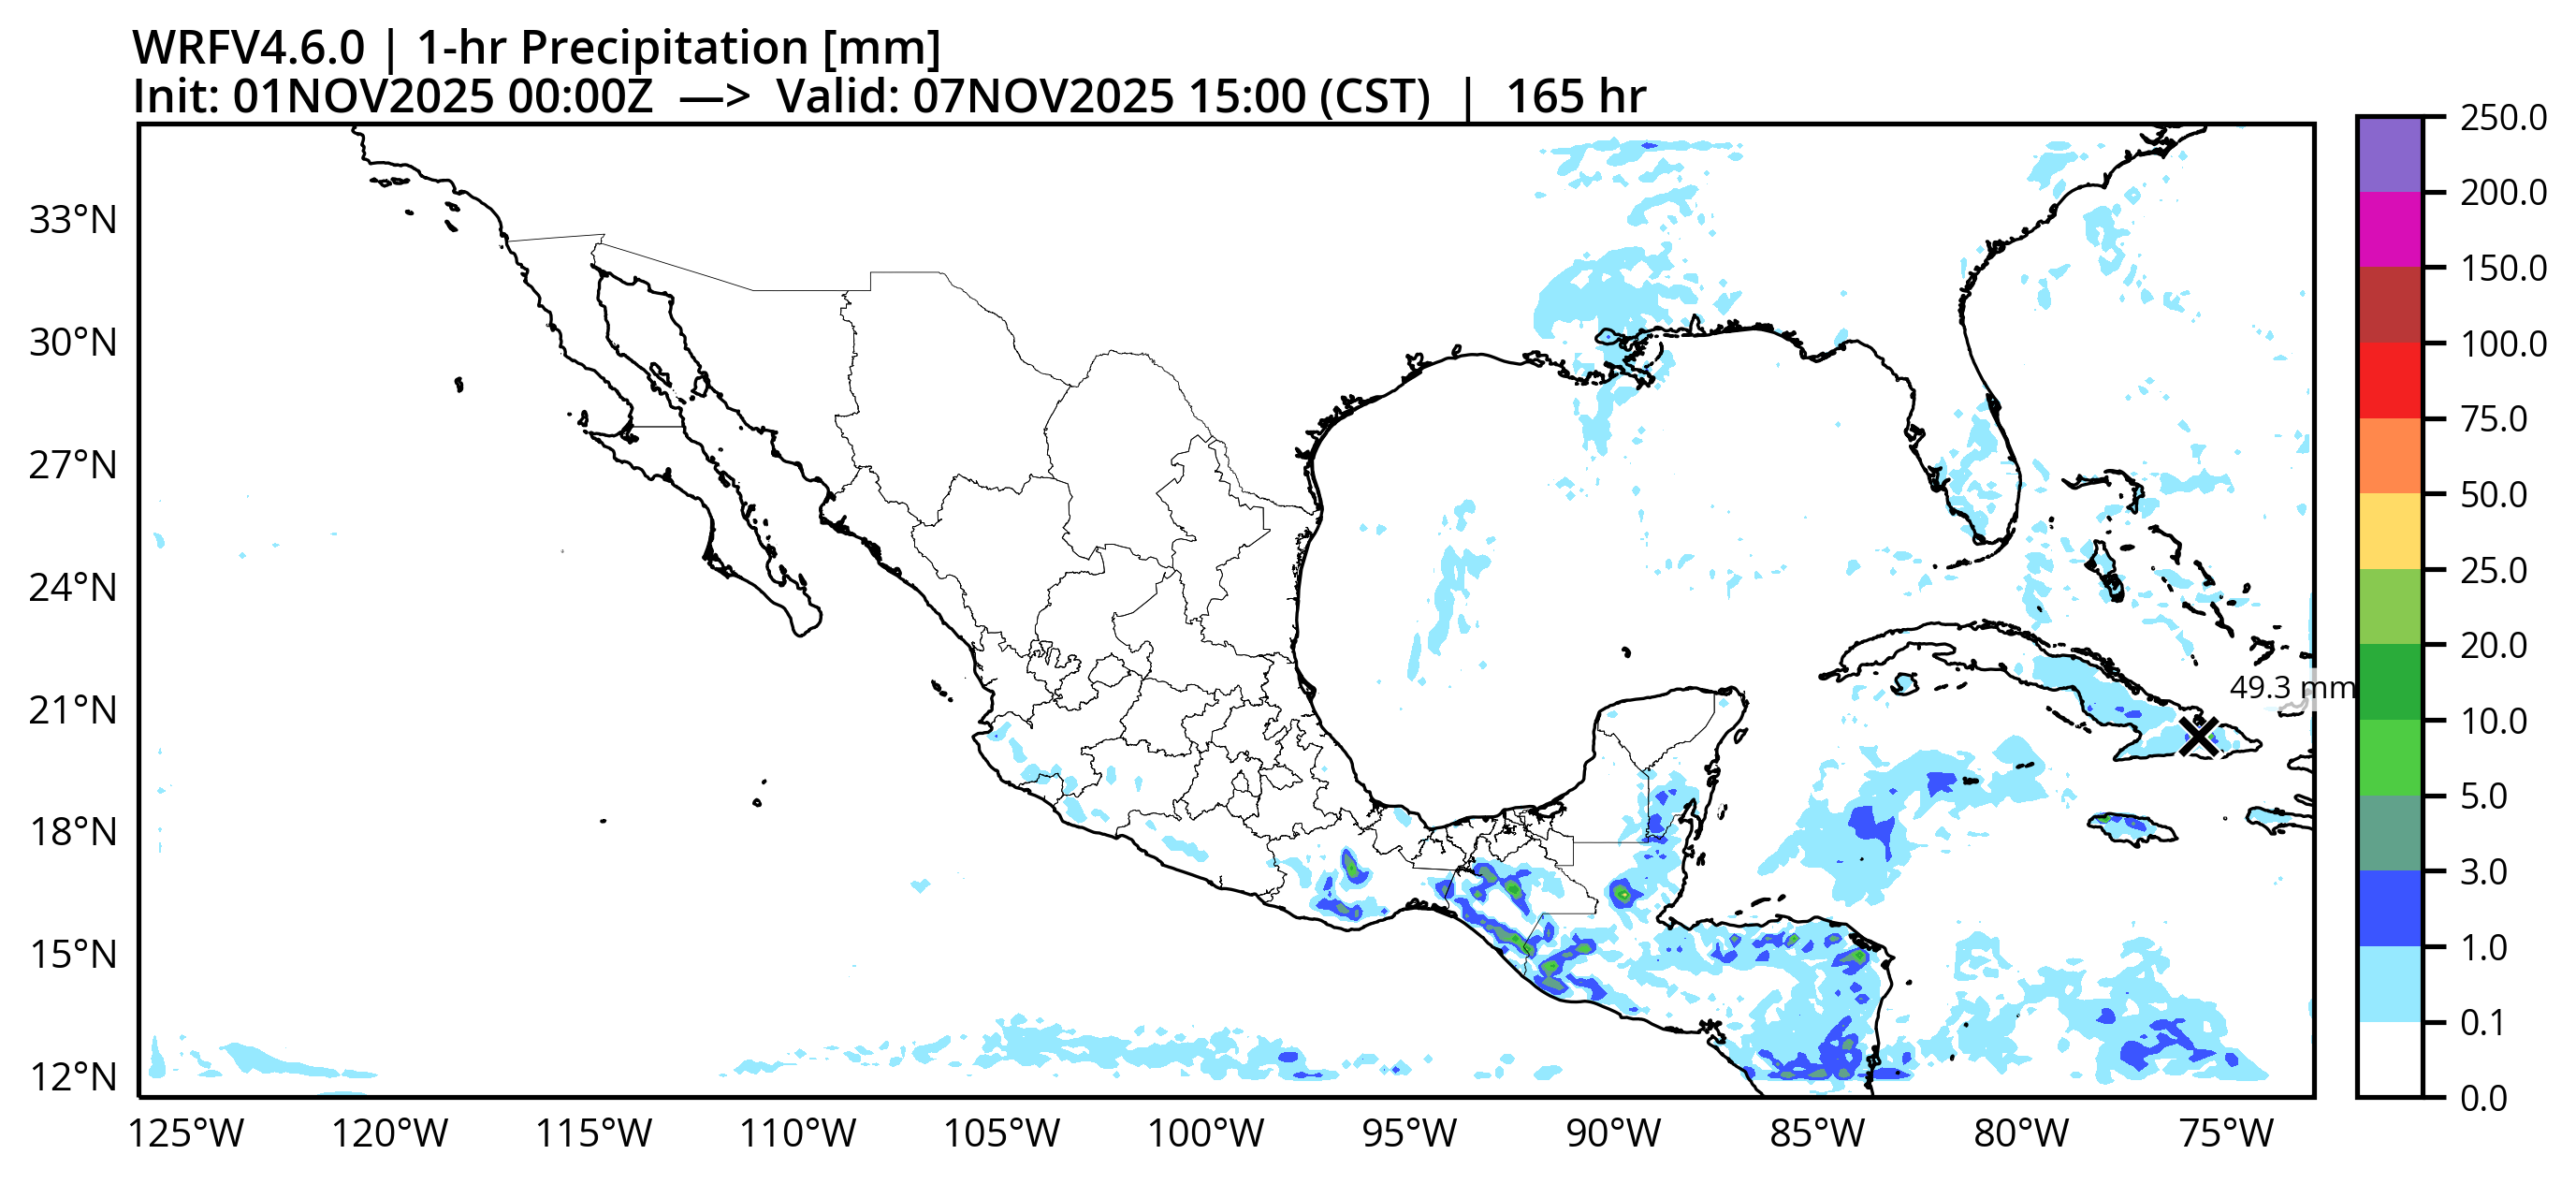 WRFV4.6.0 | 1-hr Precipitation [mm]
Init: 01NOV2025 00:00Z —> Valid: 07NOV2025 15:00 (CST) | 165 hr
250.0
200.0
150.0
100.0
75.0
50.0
25.0
20.0
10.0
5.0
3.0
1.0
0.1
0.0
33°N
30°N
27°N
24°N
21°N
18°N
15°N
12°N
49.3 mm
125°W 120°W 115°W 110°W 105°W 100°W 95°W 90°W 85°W 80°W 75°W